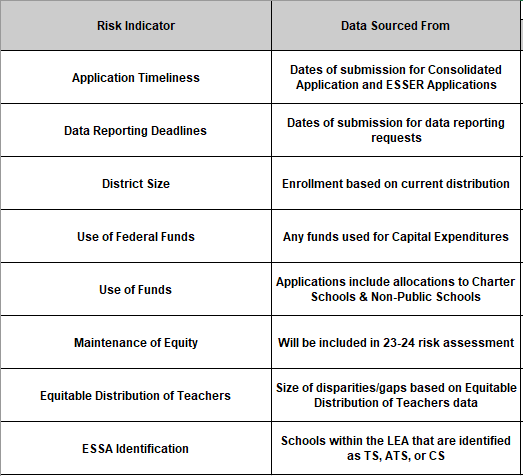 Risk Indicator
Data Sourced From
Application Timeliness
Dates of submission for Consolidated
Application and ESSER Applications
Data Reporting Deadlines
Dates of submission for data reporting
requests
District Size
Enrollment based on current distribution
Use of Federal Funds
Any funds used for Capital Expenditures
Use of Funds
Applications include allocations to Charter
Schools & Non-Public Schools
Maintenance of Equity
Will be included in 23-24 risk assessment
Equitable Distribution of Teachers
Size of disparities/gaps based on Equitable
Distribution of Teachers data
ESSA Identification
Schools within the LEA that are identified
as TS, ATS, or CS